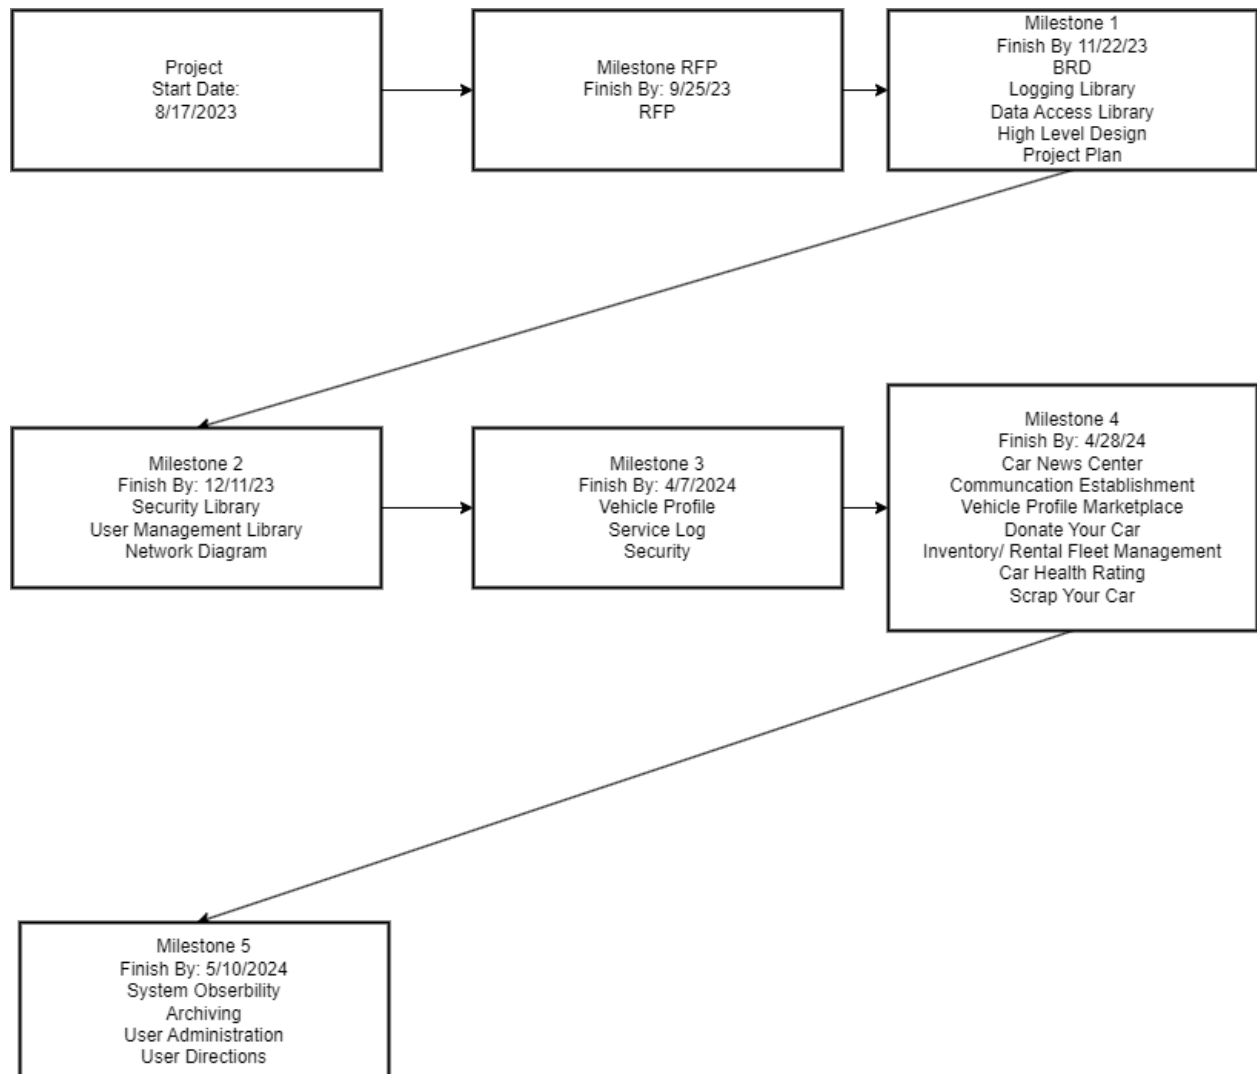 Project
Start Date:
8/17/2023
Milestone RFP
Finish By: 9/25/23
RFP
Milestone 1
Finish By 11/22/23
BRD
Logging Library
Data Access Library
High Level Design
Project Plan
Milestone 2
Finish By: 12/11/23
Security Library
User Management Library
Network Diagram
Milestone 3
Finish By: 4/7/2024
Vehicle Profile
Service Log
Security
Milestone 4
Finish By: 4/28/24
Car News Center
Communcation Establishment
Vehicle Profile Marketplace
Donate Your Car
Inventory/ Rental Fleet Management
Car Health Rating
Scrap Your Car
Milestone 5
Finish By: 5/10/2024
System Obserbility
Archiving
User Administration
User Directions